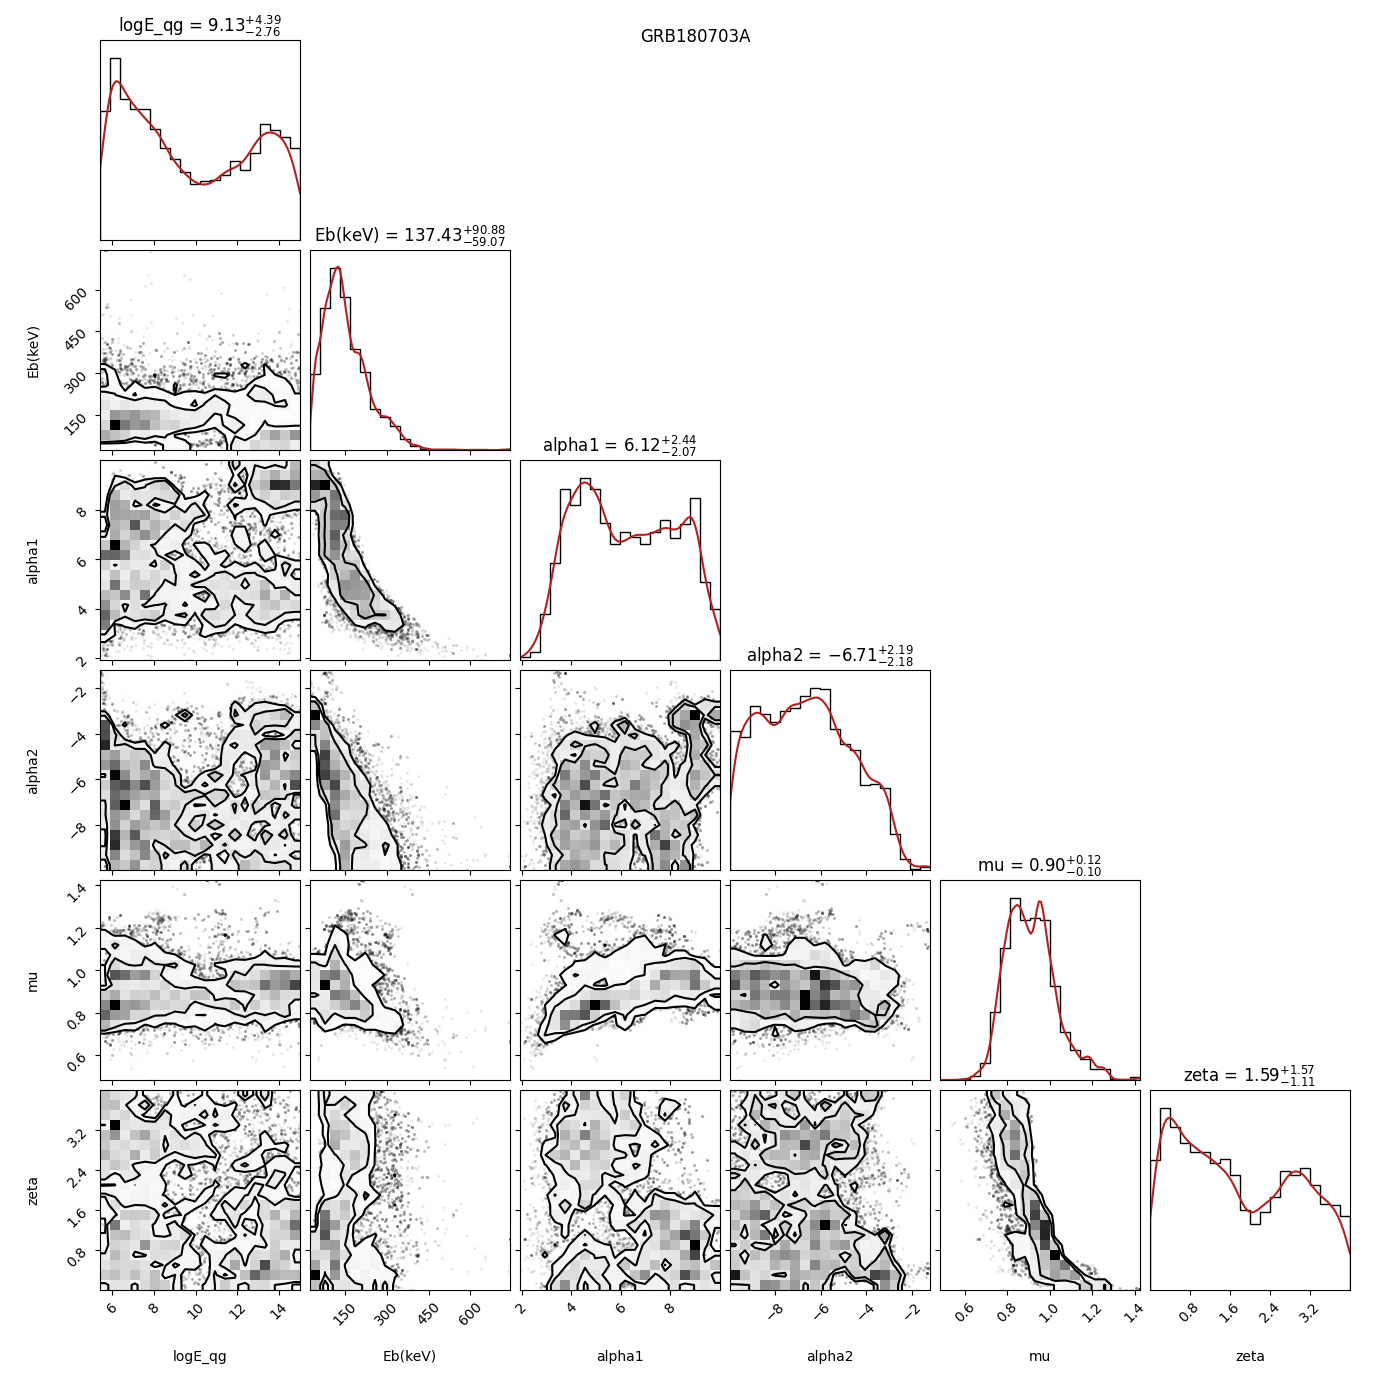 logE_qg = 9.13 +4.39 −2.76
GRB180703A
Eb(keV) = 137.43 +90.88 −59.07
600
450
300
150
Eb(keV)
alpha1 = 6.12 +2.44 −2.07
8
6
4
2
alpha1
alpha2 = −6.71 +2.19 −2.18
−2
−4
−6
−8
alpha2
mu = 0.90 +0.12 −0.10
1.4
1.2
1.0
0.8
0.6
mu
zeta = 1.59 +1.57 −1.11
3.2
2.4
1.6
0.8
zeta
6 8 10 12 14
150 300 450 600
2 4 6 8
−8 −6 −4 −2
0.6 0.8 1.0 1.2 1.4
0.8 1.6 2.4 3.2
logE_qg Eb(keV) alpha1 alpha2 mu zeta